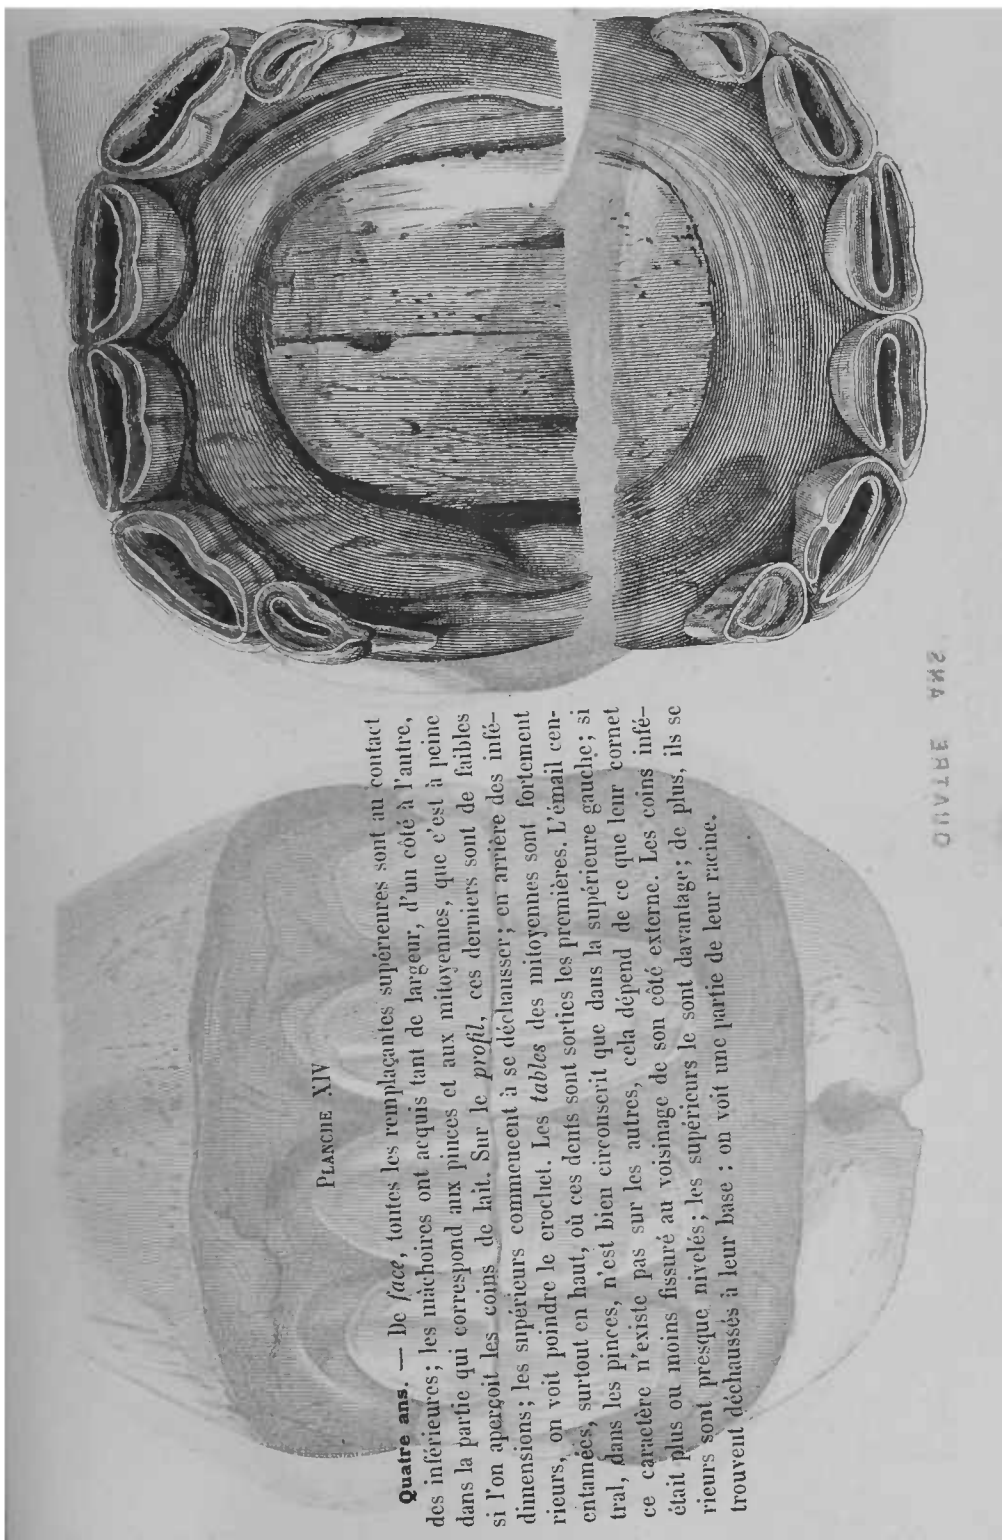 PLANCHE XIV
Quatre ans. — De face, toutes les remplaçantes supérieures sont au contact
des inférieures; les mâchoires ont acquis tant de largeur, d'un côté à l'autre,
dans la partie qui correspond aux pinces et aux mitoyennes, que c'est à peine
si l'on aperçoit les coins de lait. Sur le profil, ces derniers sont de faibles
dimensions; les supérieurs commencent à se déchausser; en arrière des infé-
rieurs, on voit poindre le crochet. Les tables des mitoyennes sont fortement
entamées, surtout en haut, où ces dents sont sorties les premières. L'émail cen-
tral, dans les pinces, n'est bien circonscrit que dans la supérieure gauche; si
ce caractère n'existe pas sur les autres, cela dépend de ce que leur cornet
était plus ou moins fissuré au voisinage de son côté externe. Les coins infé-
rieurs sont presque nivelés; les supérieurs le sont davantage; de plus, ils se
trouvent déchaussés à leur base : on voit une partie de leur racine.
QUATRE ANS